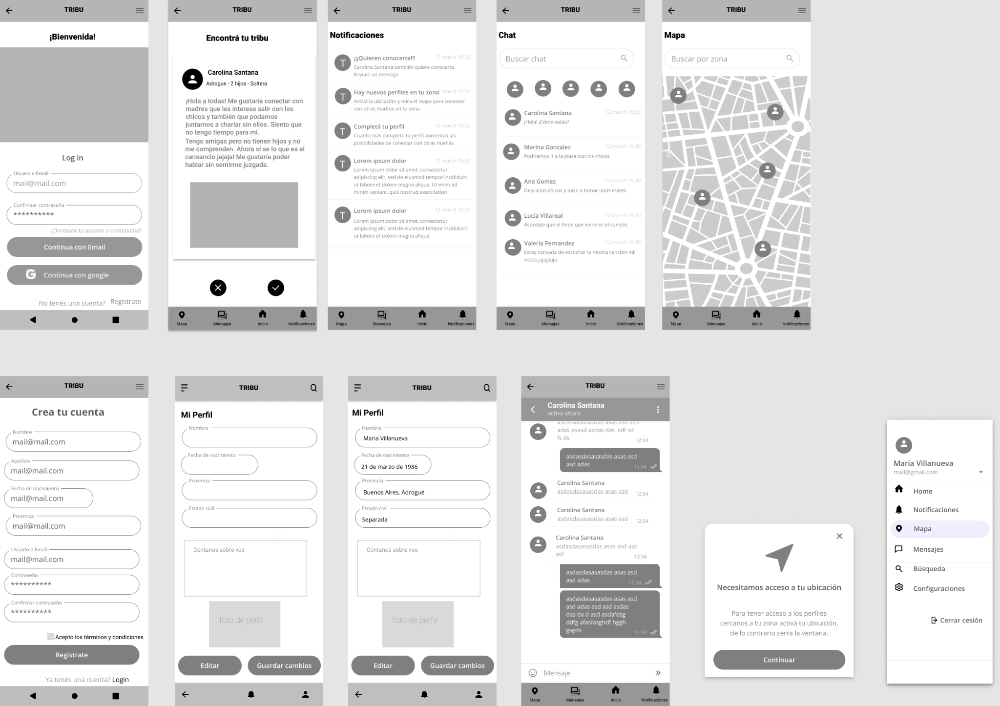 TRIBU
¡Bienvenida!
Log in
Usuaro o Email
mail@mail.com
Confirmar contraseña
**********
¿Olvidaste tu usuario o contraseña?
Continua con Email
G Continua con google
No tenés una cuenta? Registrate
TRIBU
Encontrá tu tribu
Carolina Santana
Adrogue - 2 hijos - Soltera
¡Hola a todas! Me gustaría conectar con
madres que les interese salir con los
chicos y también que podamos
juntarnos a charlar sin ellos. Siento que
no tengo tiempo para mí.
Tengo amigas pero no tienen hijos y no
me comprenden. Ahora sí se lo que es el
cansancio jajaja! Me gustaría poder
hablar sin sentirme juzgada.
Mapa Mensajes Inicio Notificaciones
TRIBU
Notificaciones
T
¡¡¡Quieren conocerte!!! 12 march 15:30
Carolina Santana también quiere conocerte.
Enviale un mensaje.
T
Hay nuevos perfiles en tu zona 12 march 15:30
Activá la ubicación y mira el mapa para conectar
con otras madres en tu zona
T
Completá tu perfil 12 march 15:30
Cuanto más completo tu perfil aumentas las
posibilidades de conectar con otras mamás
T
Lorem ipsum dolor 12 march 15:30
Lorem ipsum dolor sit amet, consectetur
adipiscing elit, sed do eiusmod tempor incididunt
ut labore et dolore magna aliqua. Ut enim ad
minim veniam, quis nostrud exercitation
T
Lorem ipsum dolor 12 march 15:30
Lorem ipsum dolor sit amet, consectetur
adipiscing elit, sed do eiusmod tempor incididunt
ut labore et dolore magna aliqua.
Mapa Mensajes Inicio Notificaciones
TRIBU
Chat
Buscar chat
Carolina Santana 12 march 15:30
¡Hola! ¡Cómo estás?
Marina Gonzalez 12 march 15:30
Podríamos ir a la plaza con los chicos
Ana Gomez 12 march 15:30
Dejo a los chicos y paso a tomar unos mates.
Lucía Villareal 12 march 15:30
Acordate que el finde que viene es el cumple.
Valeria Fernandez 12 march 15:30
Estoy cansada de escuchar la misma canción mil
veces jajajaaja
Mapa Mensajes Inicio Notificaciones
TRIBU
Mapa
Buscar por zona
Mapa Mensajes Inicio Notificaciones
TRIBU
Crea tu cuenta
Nombre
mail@mail.com
Apellido
mail@mail.com
Fecha de nacimiento
mail@mail.com
Provincia
mail@mail.com
Usuario o Email
mail@mail.com
Contraseña
**********
Confirmar contraseña
**********
Acepto los términos y condiciones
Registrate
Ya tenés una cuenta? Login
TRIBU
Mi Perfil
Nombre
Fecha de nacimiento
Provincia
Estado civil
Contanos sobre vos
foto de perfil
Editar Guardar cambios
TRIBU
Mi Perfil
Nombre
Maria Villanueva
Fecha de nacimiento
21 de marzo de 1986
Provincia
Buenos Aires, Adrogué
Estado civil
Separada
Contanos sobre vos
foto de perfil
Editar Guardar cambios
TRIBU
Carolina Santana
activa ahora
asdasdasasasdas asas asd asd
adas asasd asdas das sdf sd
fs ds
12:34
asdasdasasasdas asas asd
asd adas
12:34
Carolina Santana
asdasdasasasdas asas asd
12:34
Carolina Santana
asdasdasasasdas asas asd
12:34
Carolina Santana
asdasdasasasdas asas asd asd
asf
12:34
asdasdasasasdas asas asd
asd adas
12:34
asdasdasasasdas asas asd
asd adas asd asd asdas
das da d asd asdafdsg
ddfg afasfasghdf hggh
gsgds
12:34
Mensaje
Mapa Mensajes Inicio Notificaciones
Necesitamos acceso a tu ubicación
Para tener acceso a los perfiles
cercanos a tu zona activá tu ubicación,
de lo contrario cerra la ventana.
Continuar
María Villanueva
mail@gmail.com
Home
Notificaciones
Mapa
Mensajes
Búsqueda
Configuraciones
Cerrar cesión